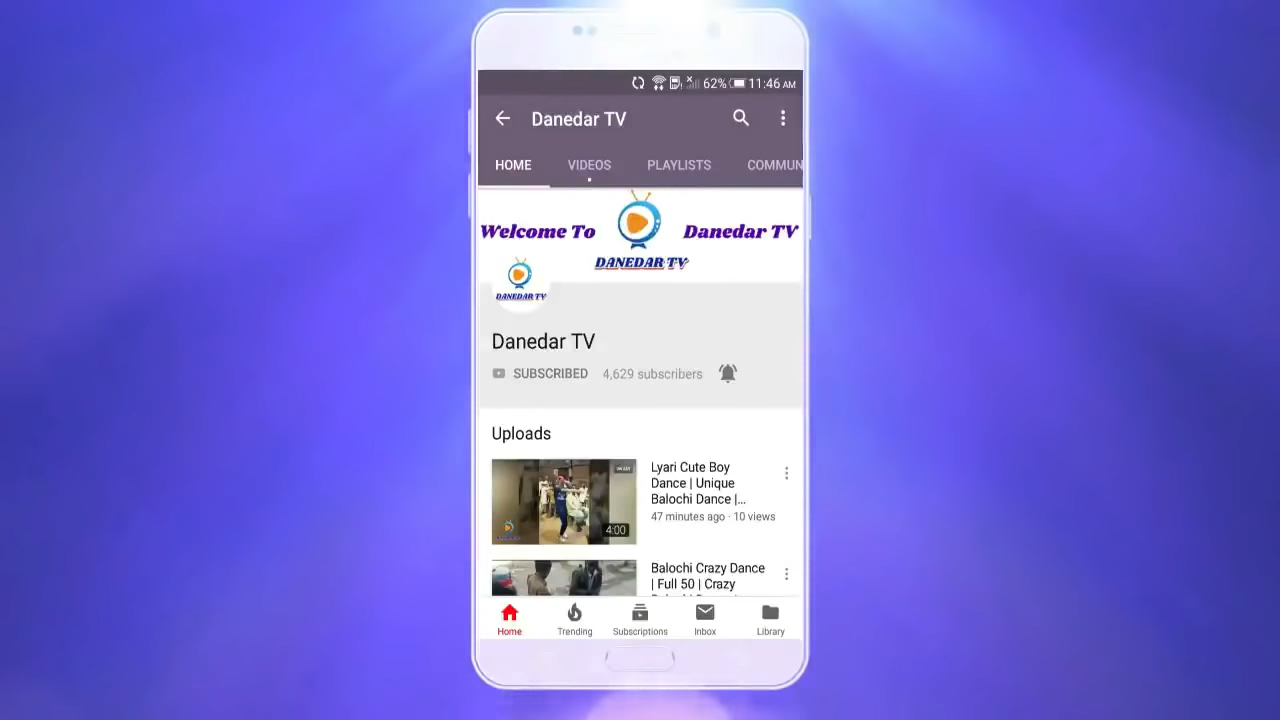 62% 11:46 AM
Danedar TV
HOME VIDEOS PLAYLISTS COMMUN
Welcome To Danedar TV
DANEDAR TV
DANEDAR TV
Danedar TV
SUBSCRIBED 4,629 subscribers
Uploads
Lyari Cute Boy
Dance | Unique
Balochi Dance |...
47 minutes ago · 10 views
4:00
Balochi Crazy Dance
| Full 50 | Crazy
Home Trending Subscriptions Inbox Library